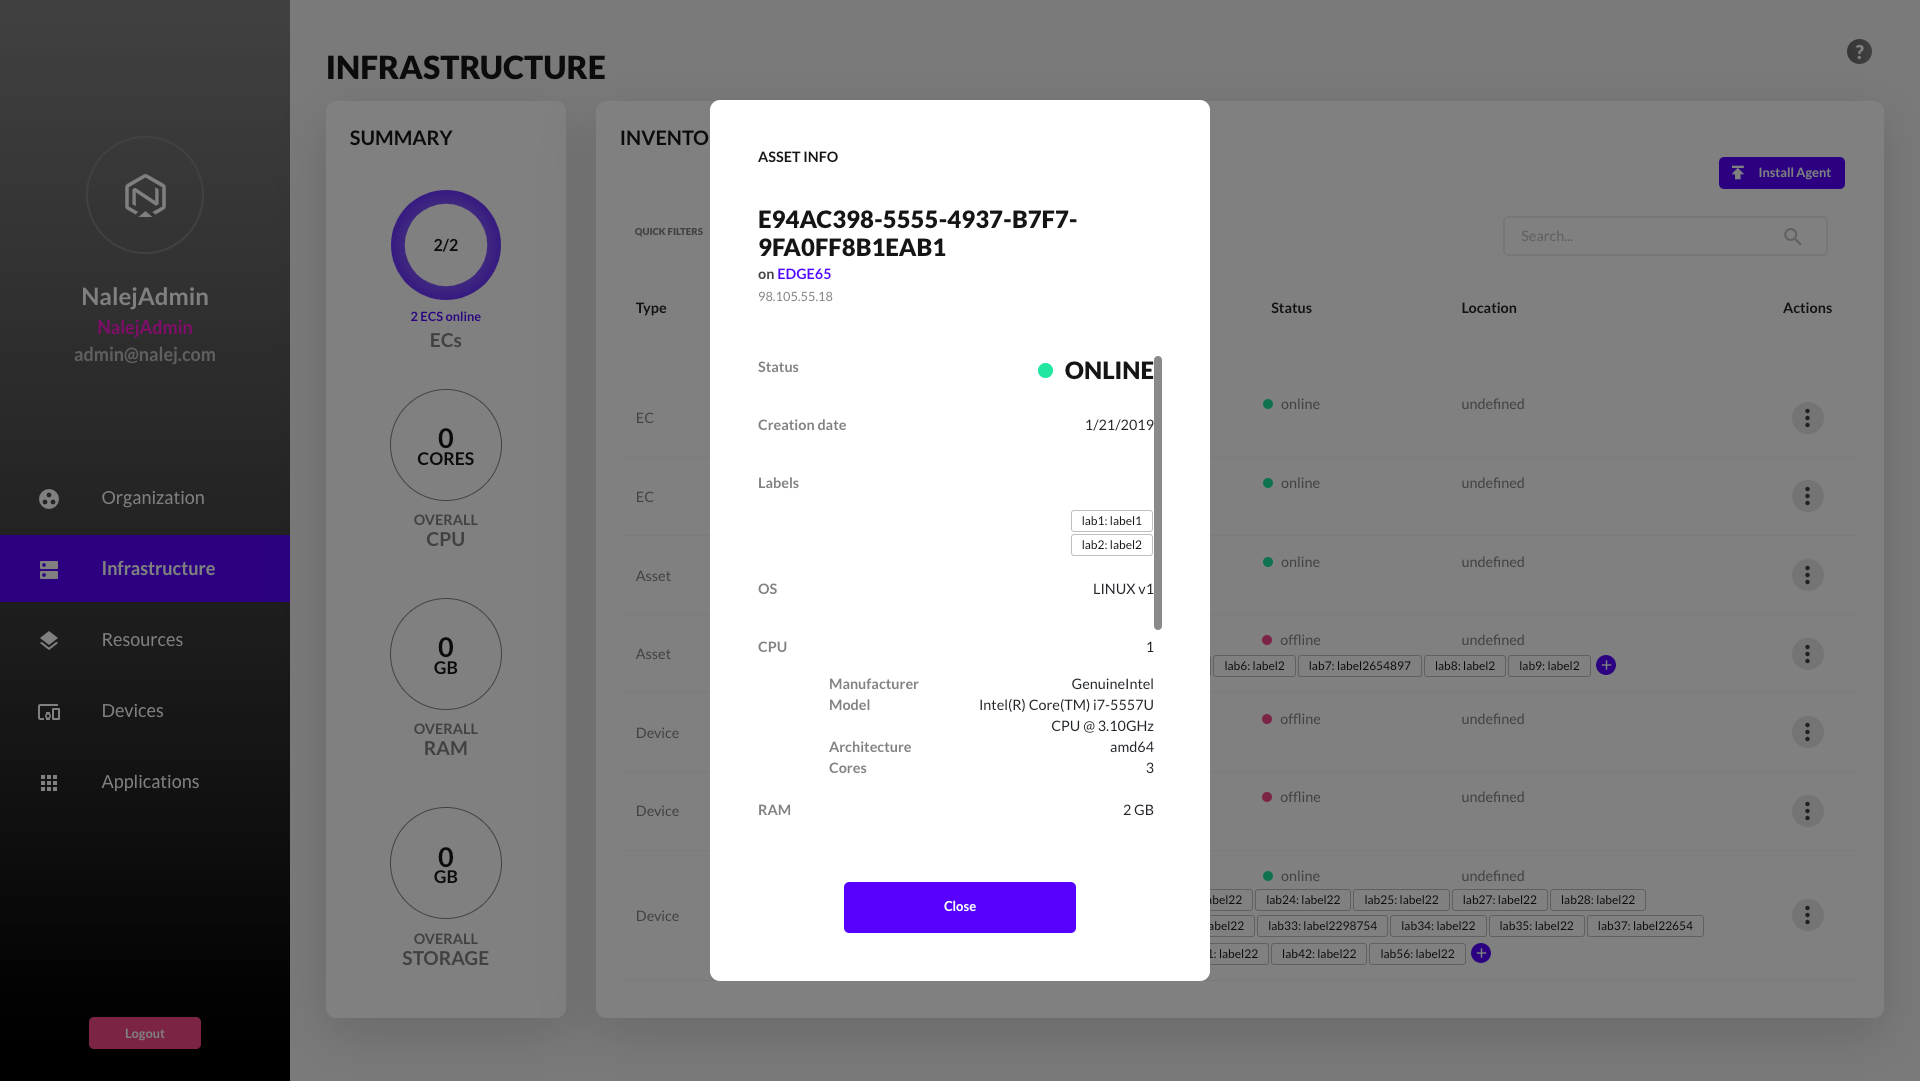 INFRASTRUCTURE
?
NalejAdmin
NalejAdmin
admin@nalej.com
Organization
Infrastructure
Resources
Devices
Applications
Logout
SUMMARY
2/2
2 ECS online
ECs
0
CORES
OVERALL
CPU
0
GB
OVERALL
RAM
0
GB
OVERALL
STORAGE
INVENTO
Install Agent
QUICK FILTERS
Search...
Type
Status
Location
Actions
EC
online
undefined
EC
online
undefined
Asset
online
undefined
Asset
offline
undefined
lab6: label2
lab7: label2654897
lab8: label2
lab9: label2
Device
offline
undefined
Device
offline
undefined
Device
online
undefined
lab24: label22
lab25: label22
lab27: label22
lab28: label22
lab33: label2298754
lab34: label22
lab35: label22
lab37: label22654
label22
lab42: label22
lab56: label22
ASSET INFO
E94AC398-5555-4937-B7F7-
9FA0FF8B1EAB1
on EDGE65
98.105.55.18
Status
ONLINE
Creation date
1/21/2019
Labels
lab1: label1
lab2: label2
OS
LINUX v1
CPU
1
Manufacturer
GenuineIntel
Model
Intel(R) Core(TM) i7-5557U
CPU @ 3.10GHz
Architecture
amd64
Cores
3
RAM
2 GB
Close